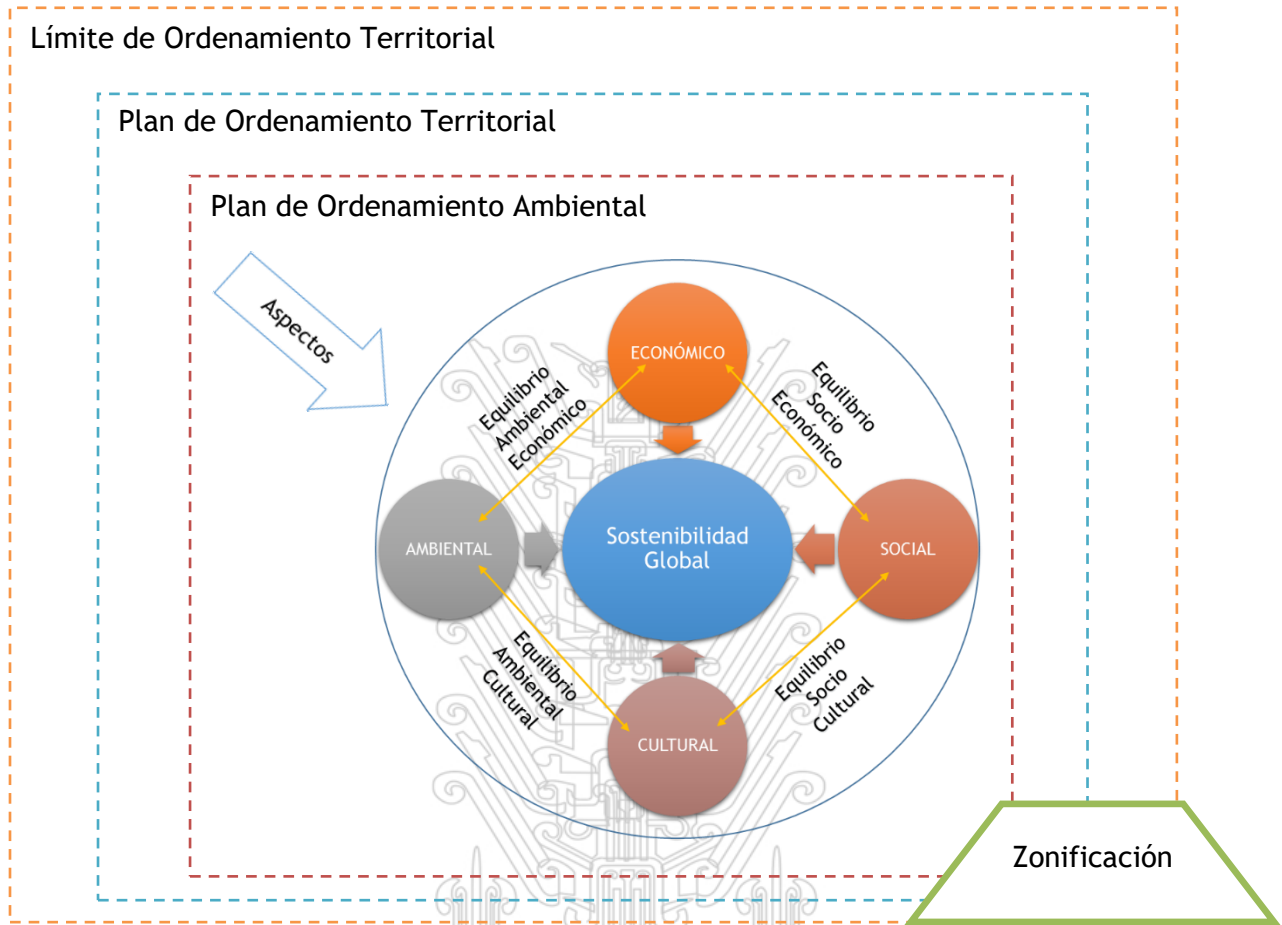 Límite de Ordenamiento Territorial
Plan de Ordenamiento Territorial
Plan de Ordenamiento Ambiental
Aspectos
ECONÓMICO
Equilibrio
Ambiental
Económico
Equilibrio
Socio
Económico
AMBIENTAL
Sostenibilidad
Global
SOCIAL
Equilibrio
Ambiental
Cultural
Equilibrio
Socio
Cultural
CULTURAL
Zonificación